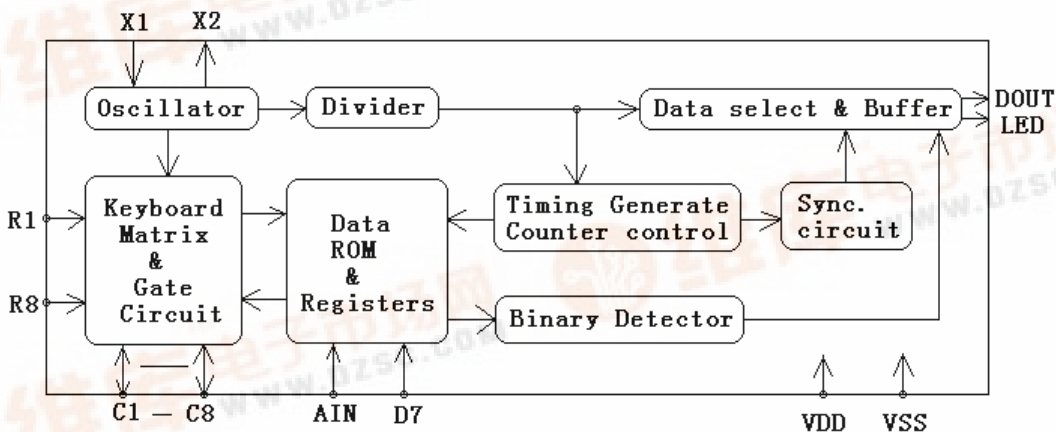 X1 X2
Oscillator
Divider
Data select & Buffer
DOUT
LED
R1
R8
Keyboard
Matrix
&
Gate
Circuit
Data
ROM
&
Registers
Timing Generate
Counter control
Sync.
circuit
Binary Detector
C1 — C8
AIN
D7
VDD
VSS